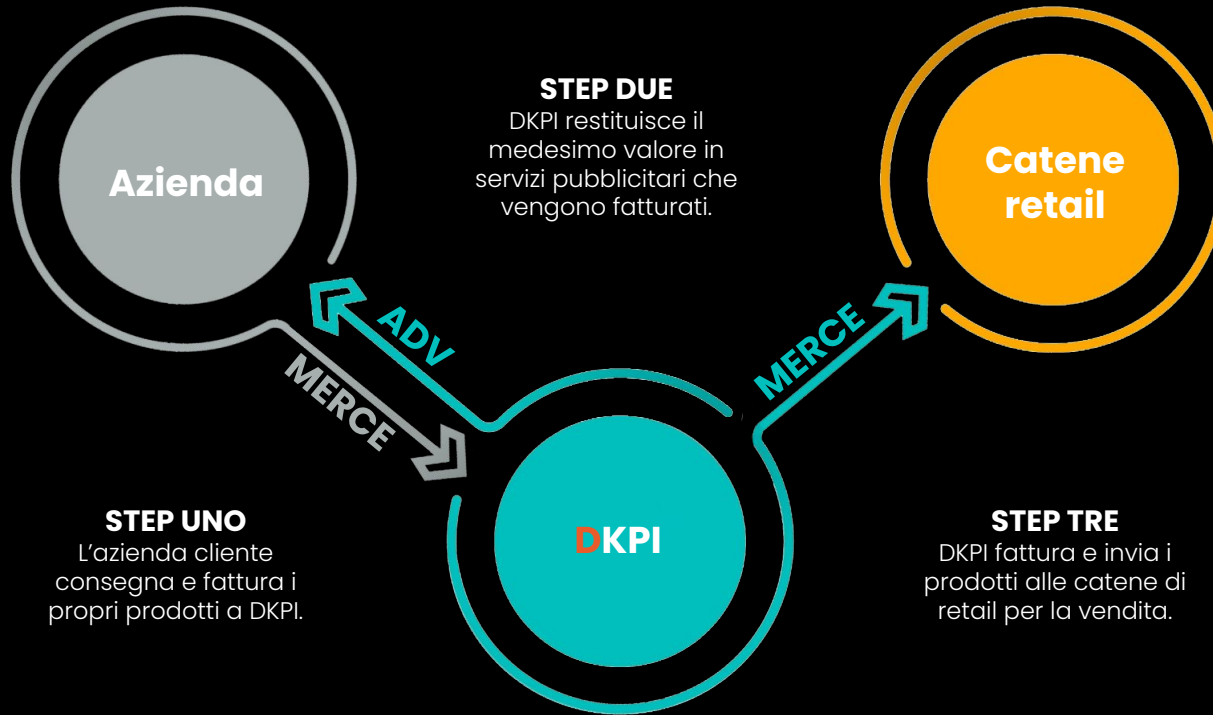 Azienda
STEP DUE
DKPI restituisce il
medesimo valore in
servizi pubblicitari che
vengono fatturati.
Catene
retail
ADV
MERCE
MERCE
DKPI
STEP UNO
L’azienda cliente
consegna e fattura i
propri prodotti a DKPI.
STEP TRE
DKPI fattura e invia i
prodotti alle catene di
retail per la vendita.